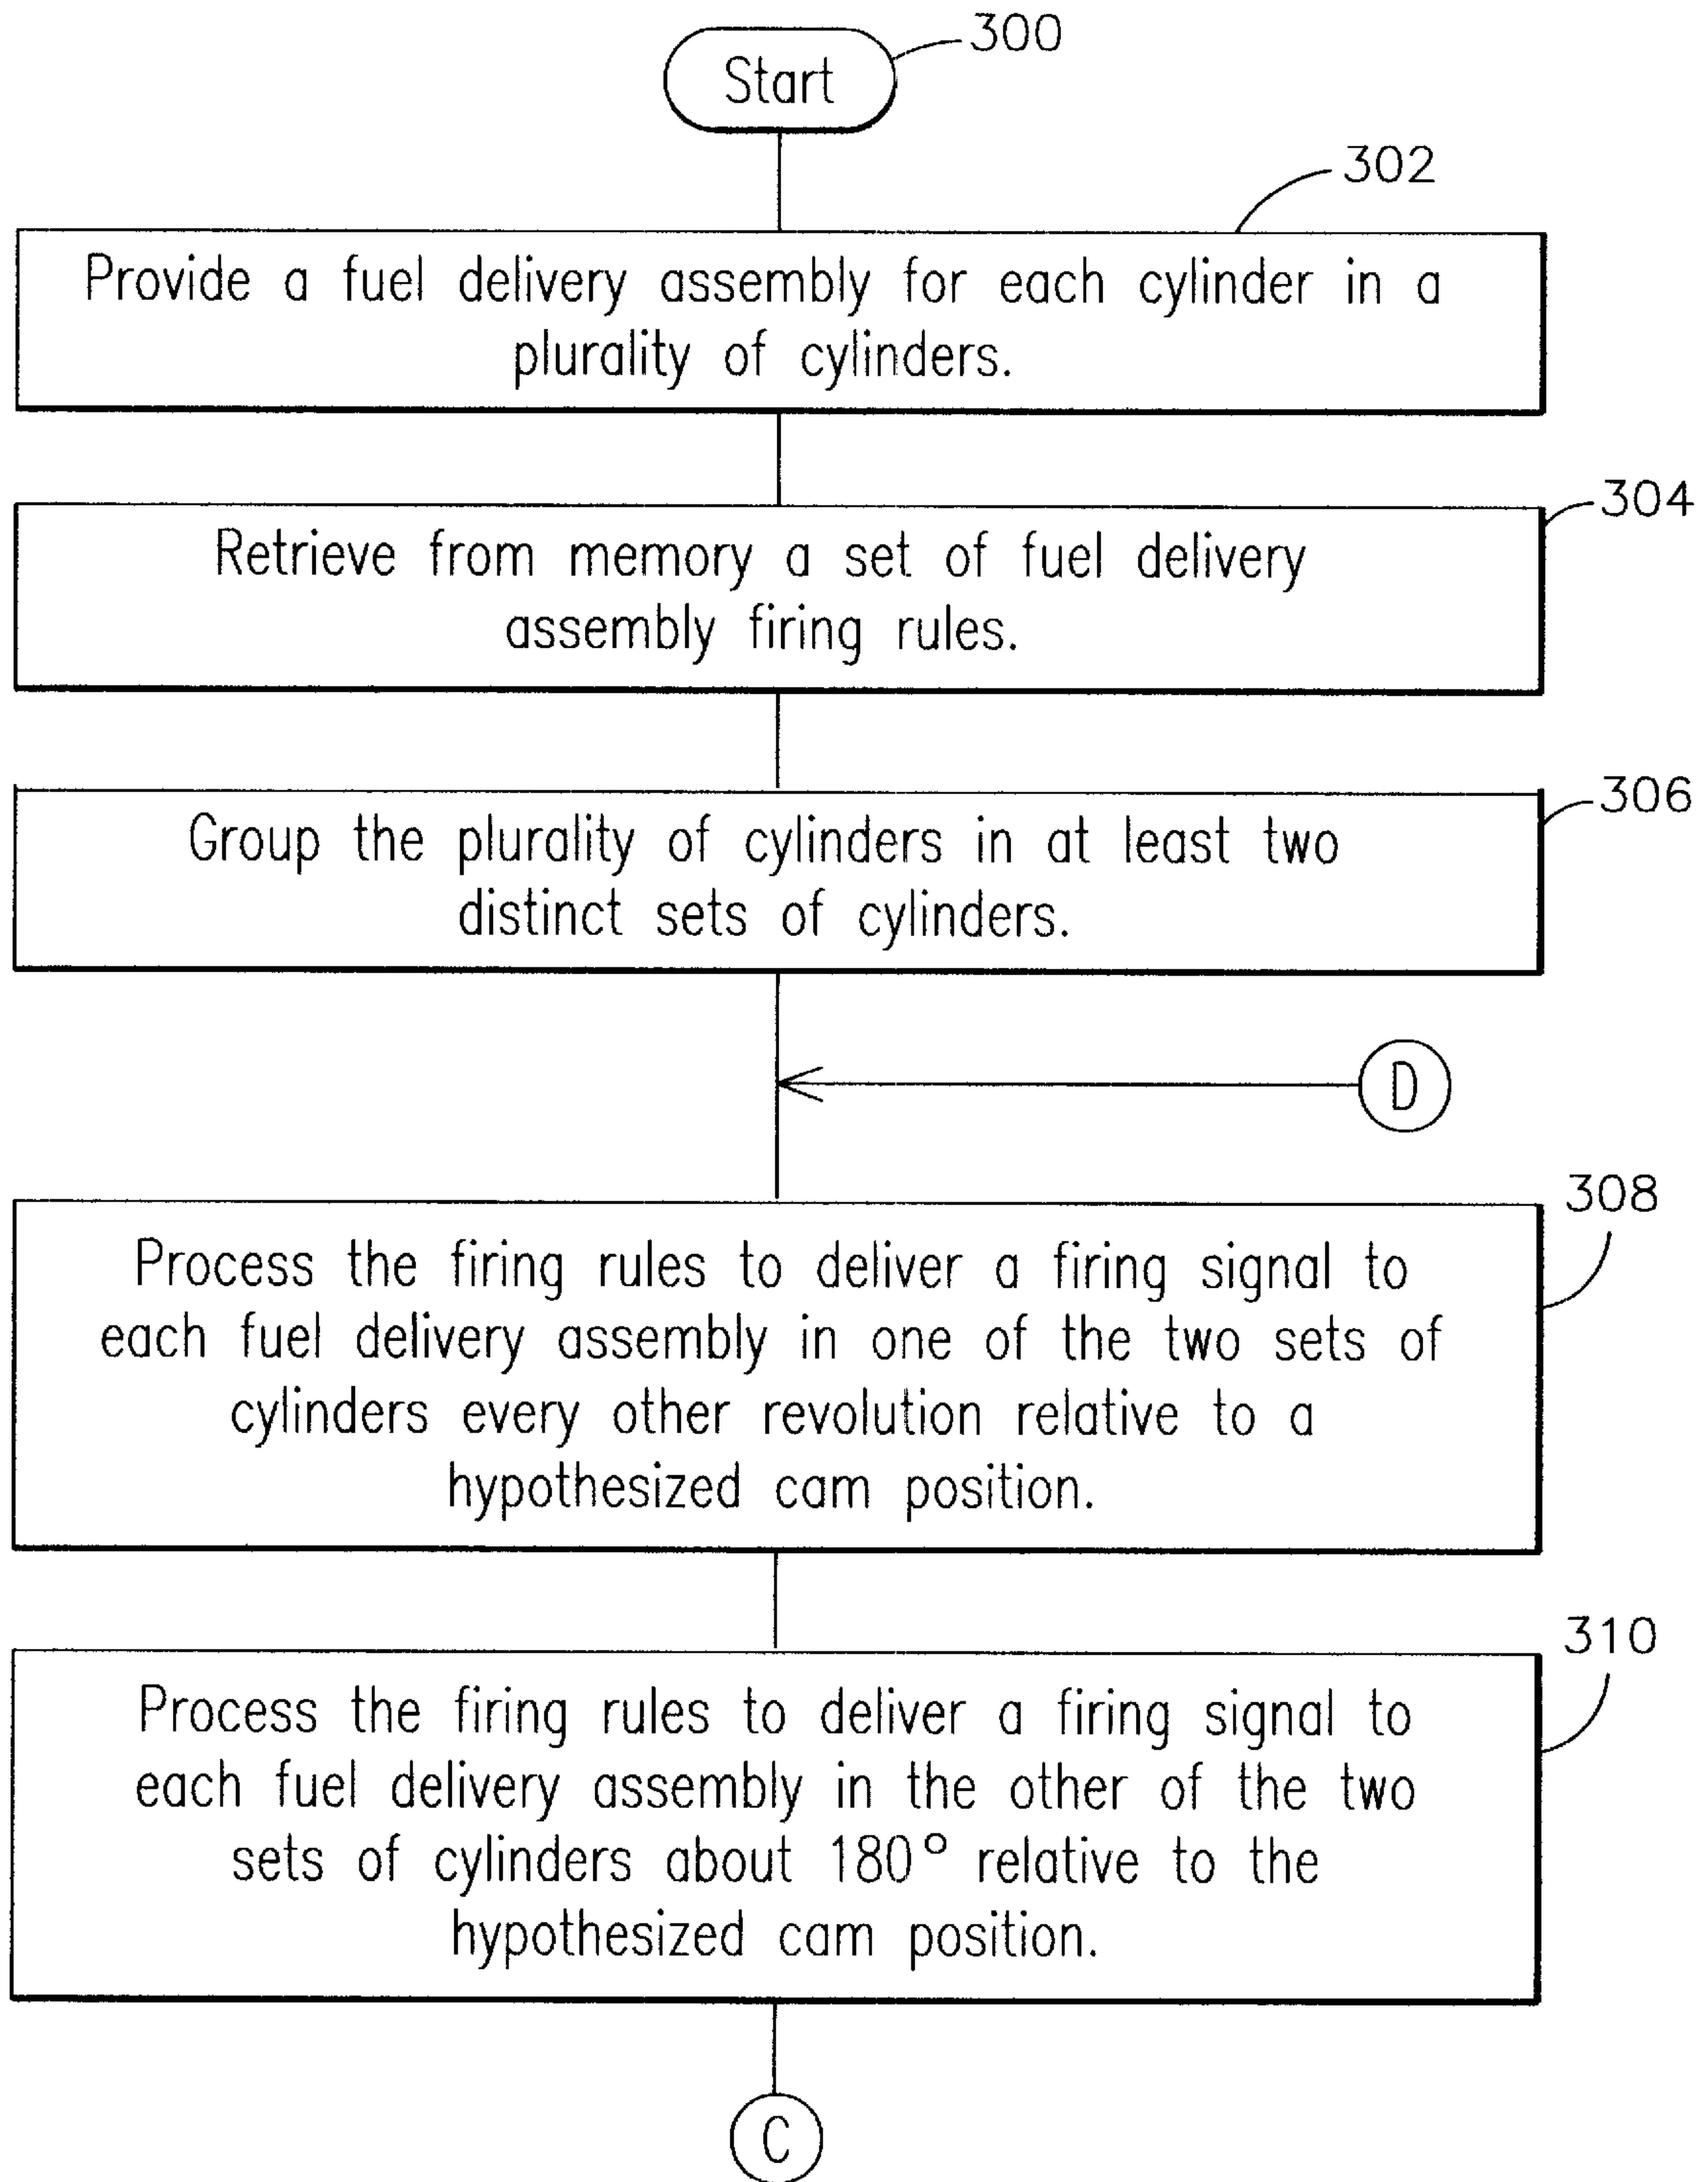 Start
300
302
Provide a fuel delivery assembly for each cylinder in a
plurality of cylinders.
304
Retrieve from memory a set of fuel delivery
assembly firing rules.
306
Group the plurality of cylinders in at least two
distinct sets of cylinders.
D
308
Process the firing rules to deliver a firing signal to
each fuel delivery assembly in one of the two sets of
cylinders every other revolution relative to a
hypothesized cam position.
310
Process the firing rules to deliver a firing signal to
each fuel delivery assembly in the other of the two
sets of cylinders about 180° relative to the
hypothesized cam position.
C